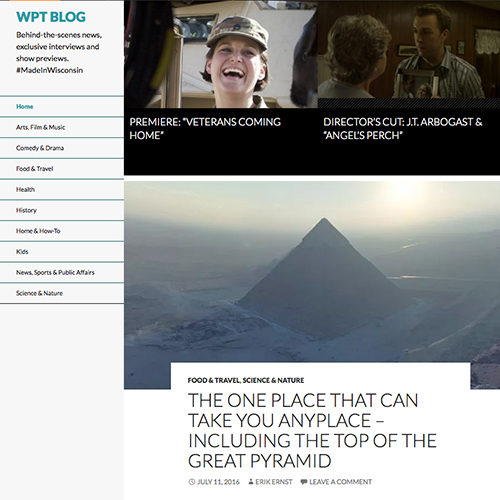 WPT BLOG
Behind-the-scenes news,
exclusive interviews and
show previews.
#MadeInWisconsin
Home
Arts, Film & Music
Comedy & Drama
Food & Travel
Health
History
Home & How-To
Kids
News, Sports & Public Affairs
Science & Nature
PREMIERE: “VETERANS COMING
HOME”
DIRECTOR’S CUT: J.T. ARBOGAST &
“ANGEL’S PERCH”
FOOD & TRAVEL, SCIENCE & NATURE
THE ONE PLACE THAT CAN
TAKE YOU ANYPLACE –
INCLUDING THE TOP OF THE
GREAT PYRAMID
JULY 11, 2016 ERIK ERNST LEAVE A COMMENT